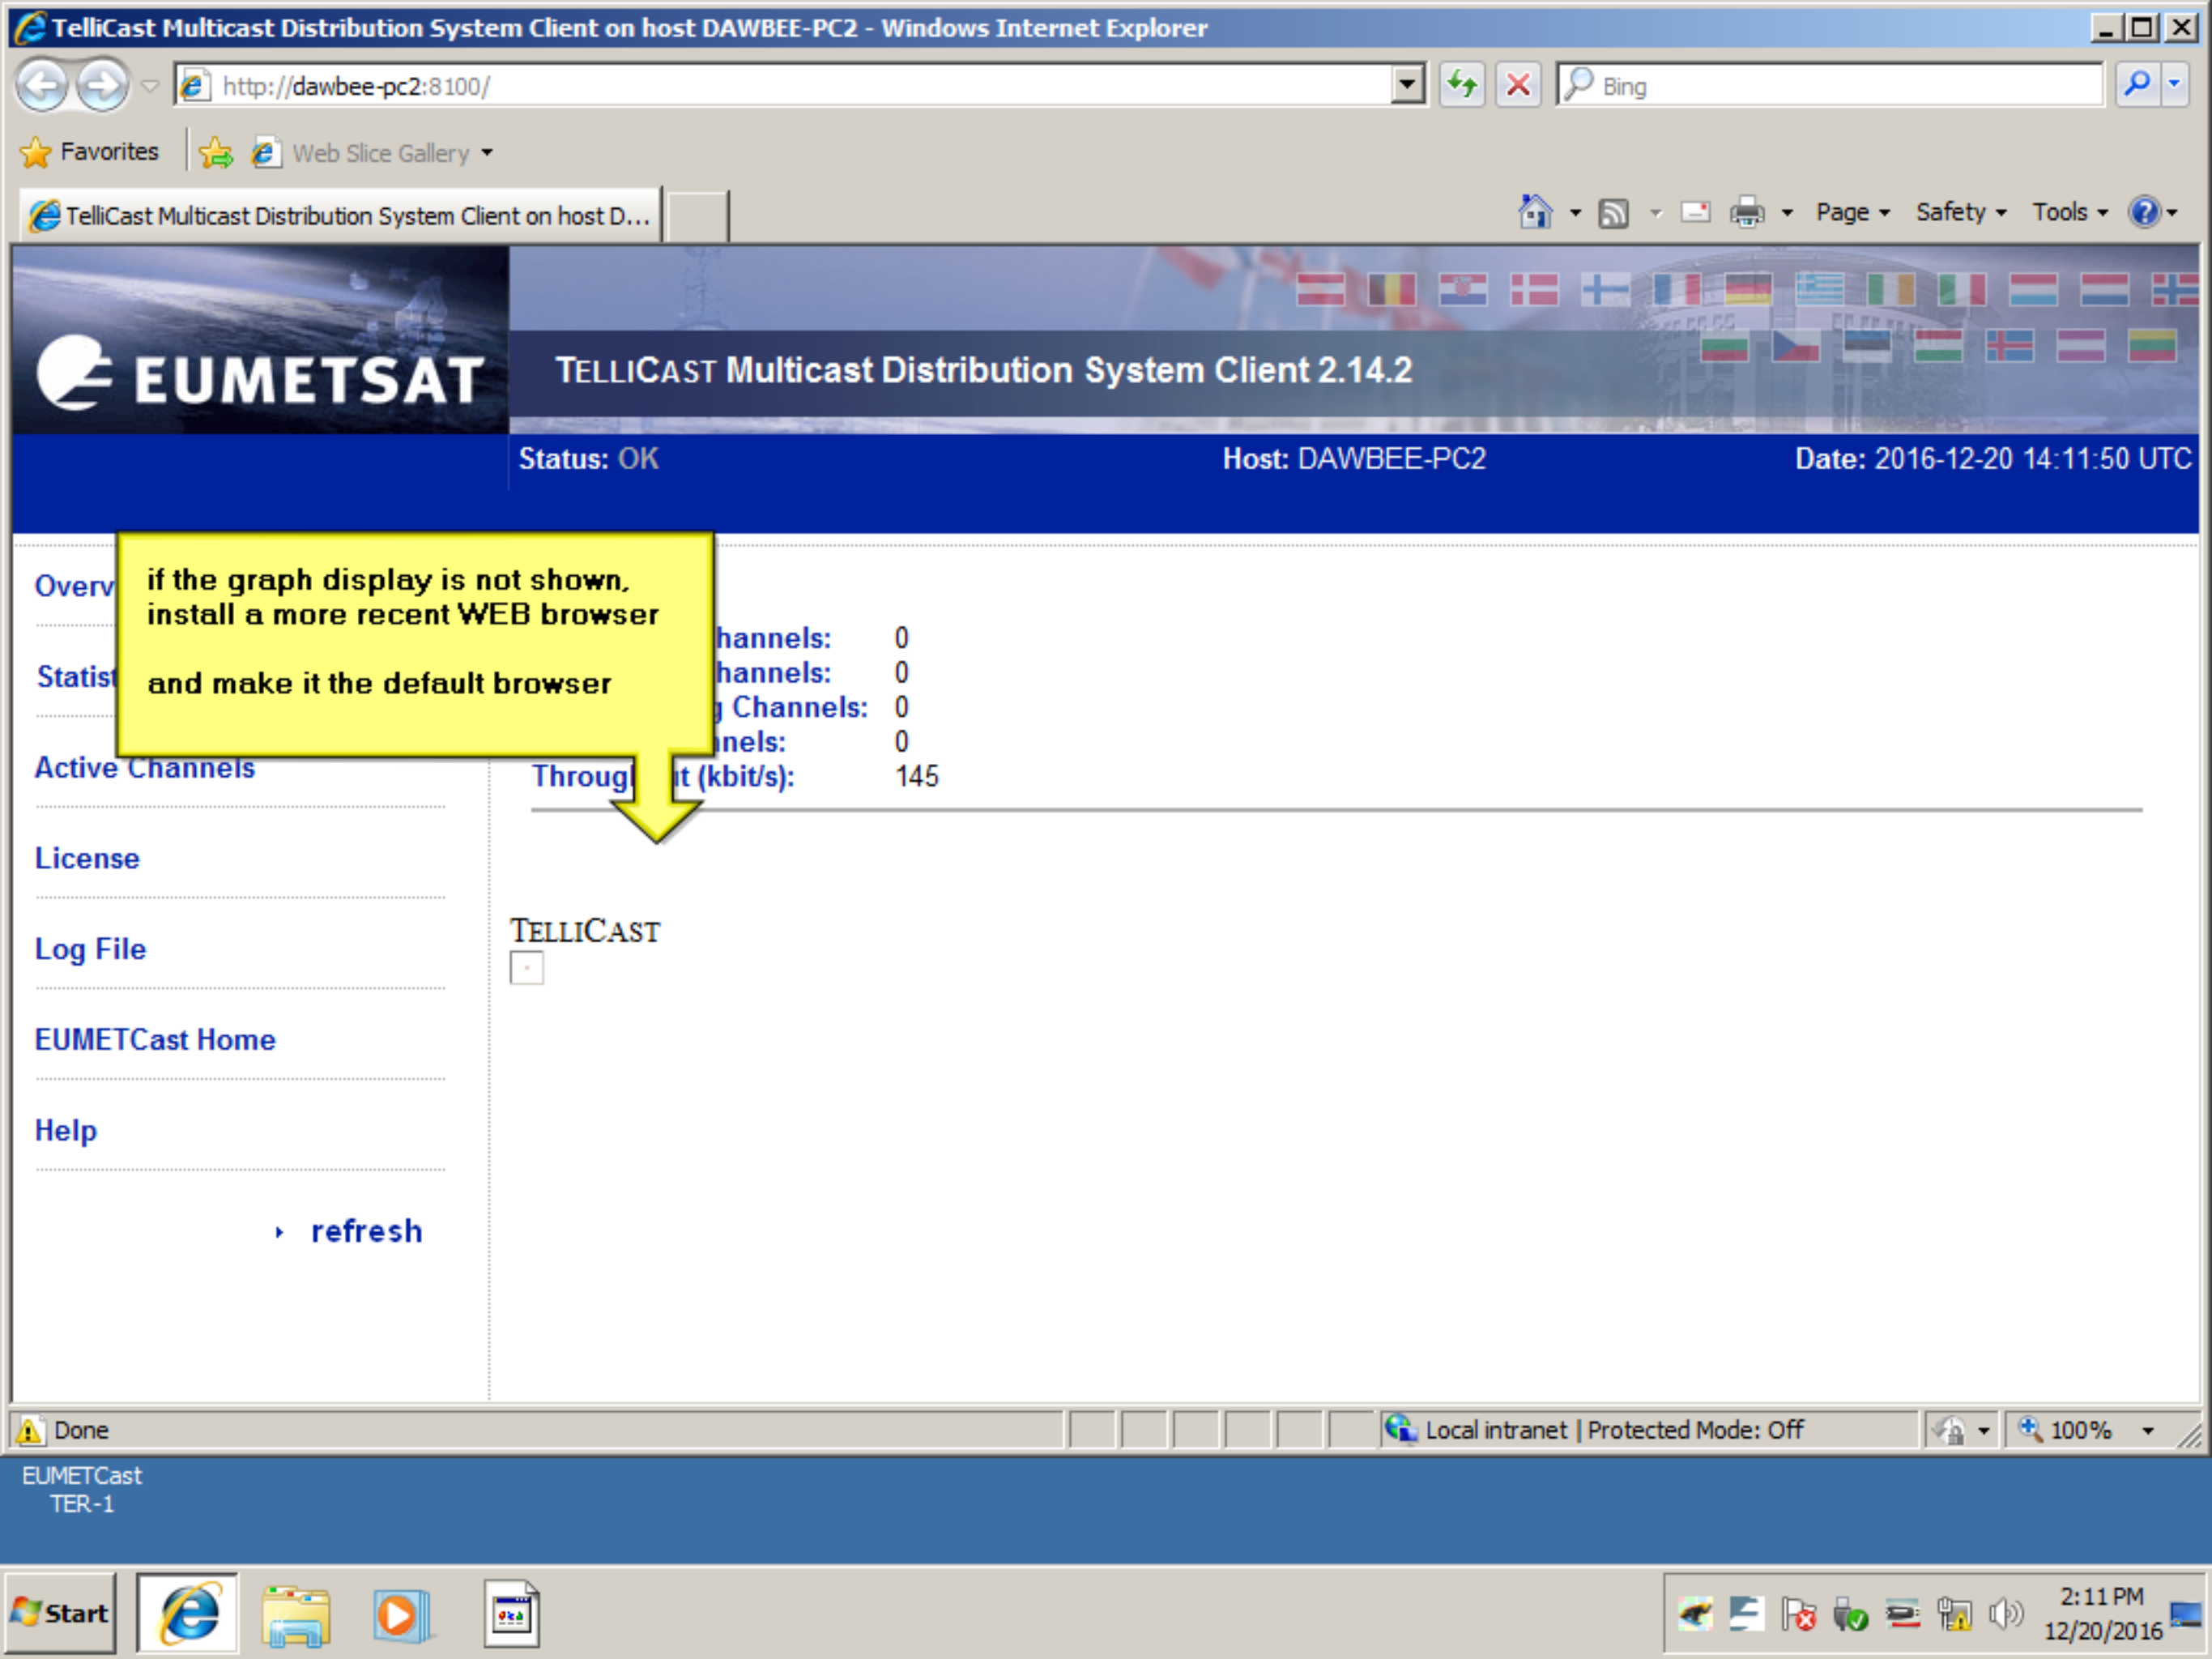 TelliCast Multicast Distribution System Client on host DAWBEE-PC2 - Windows Internet Explorer
http://dawbee-pc2:8100/
Bing
Favorites
Web Slice Gallery
TelliCast Multicast Distribution System Client on host D...
Page
Safety
Tools
EUMETSAT
TELLICAST Multicast Distribution System Client 2.14.2
Status: OK
Host: DAWBEE-PC2
Date: 2016-12-20 14:11:50 UTC
if the graph display is not shown,
install a more recent WEB browser
and make it the default browser
Overv
Statist
Active Channels
License
Log File
EUMETCast Home
Help
refresh
hannels: 0
hannels: 0
g Channels: 0
nnels: 0
Throughput (kbit/s): 145
TELLICAST
Done
Local intranet | Protected Mode: Off
100%
EUMETCast
TER-1
Start
2:11 PM
12/20/2016